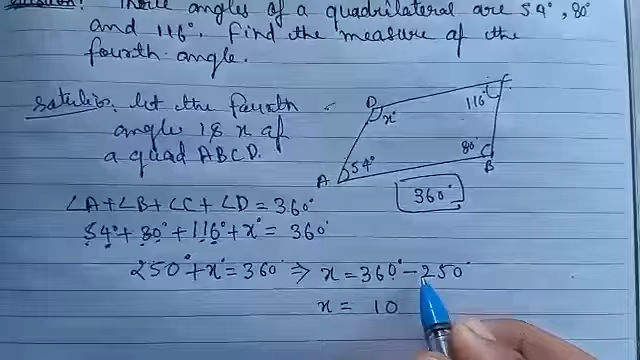 Three angles of a quadrilateral are 54°, 80°
and 116°. Find the measure of the
fourth angle.
Solution. Let the fourth
angle is x of
a quad ABCD.
D
x°
116°
C
A
54°
80°
B
360°
∠A+∠B+∠C+∠D=360°
54°+80°+116°+x°=360°
250°+x°=360° ⇒ x=360°-250°
x = 10